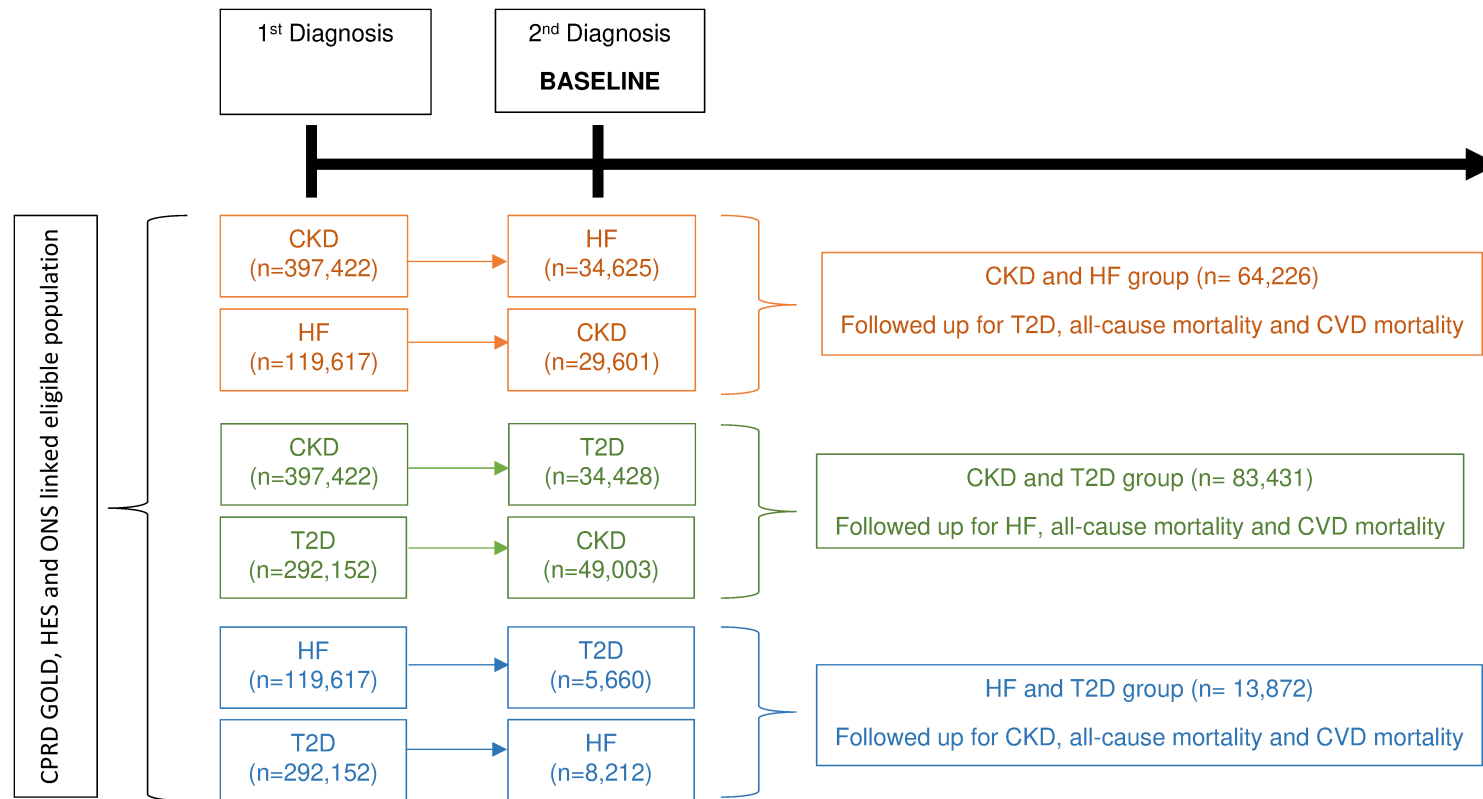 1st Diagnosis
2nd Diagnosis
BASELINE
CPRD GOLD, HES and ONS linked eligible population
CKD
(n=397,422)
HF
(n=34,625)
HF
(n=119,617)
CKD
(n=29,601)
CKD and HF group (n= 64,226)
Followed up for T2D, all-cause mortality and CVD mortality
CKD
(n=397,422)
T2D
(n=34,428)
T2D
(n=292,152)
CKD
(n=49,003)
CKD and T2D group (n= 83,431)
Followed up for HF, all-cause mortality and CVD mortality
HF
(n=119,617)
T2D
(n=5,660)
T2D
(n=292,152)
HF
(n=8,212)
HF and T2D group (n= 13,872)
Followed up for CKD, all-cause mortality and CVD mortality